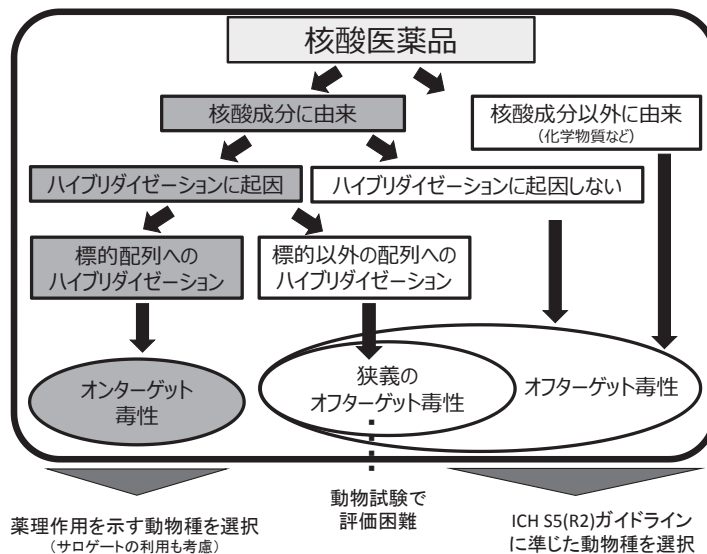 核酸医薬品
核酸成分に由来
核酸成分以外に由来
(化学物質など)
ハイブリダイゼーションに起因
ハイブリダイゼーションに起因しない
標的配列への
ハイブリダイゼーション
標的以外の配列への
ハイブリダイゼーション
オンターゲット
毒性
狭義の
オフターゲット毒性
オフターゲット毒性
薬理作用を示す動物種を選択
(サロゲートの利用も考慮)
動物試験で
評価困難
ICH S5(R2)ガイドライン
に準じた動物種を選択